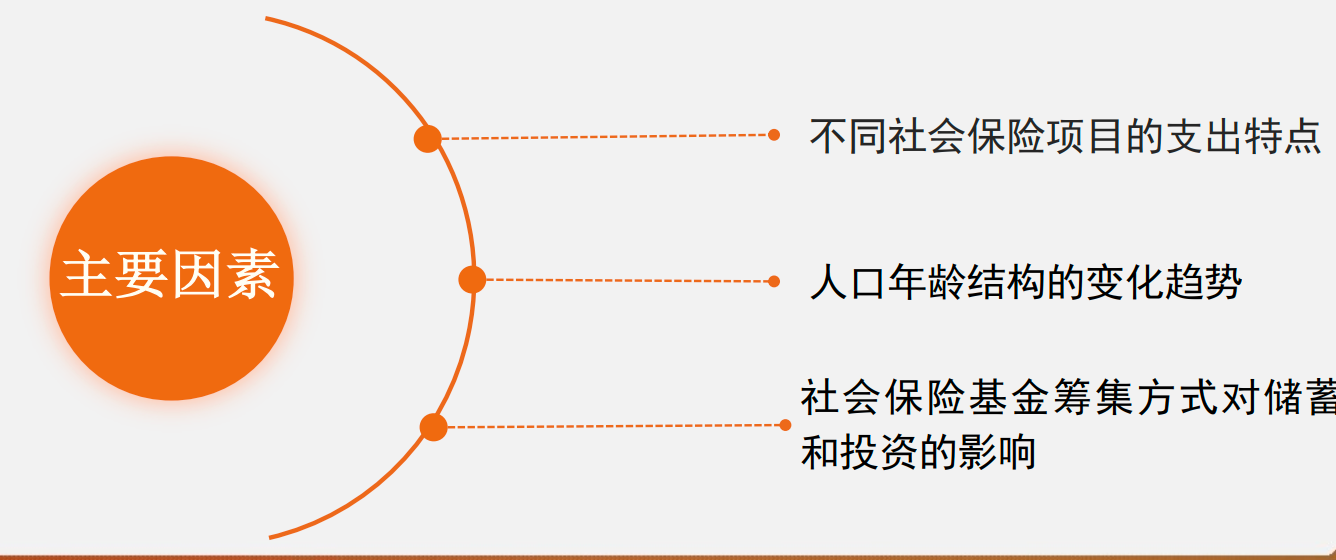 主要因素
不同社会保险项目的支出特点
人口年龄结构的变化趋势
社会保险基金筹集方式对储蓄
和投资的影响